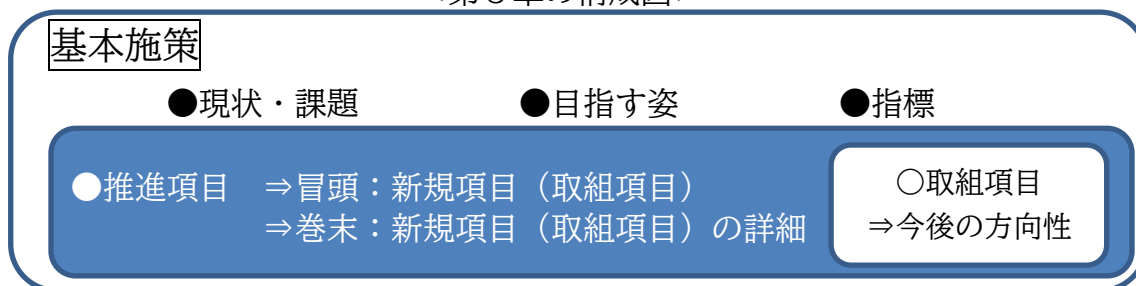 基本施策
●現状・課題 ●目指す姿 ●指標
●推進項目 ⇒冒頭：新規項目（取組項目）
⇒巻末：新規項目（取組項目）の詳細
○取組項目
⇒今後の方向性